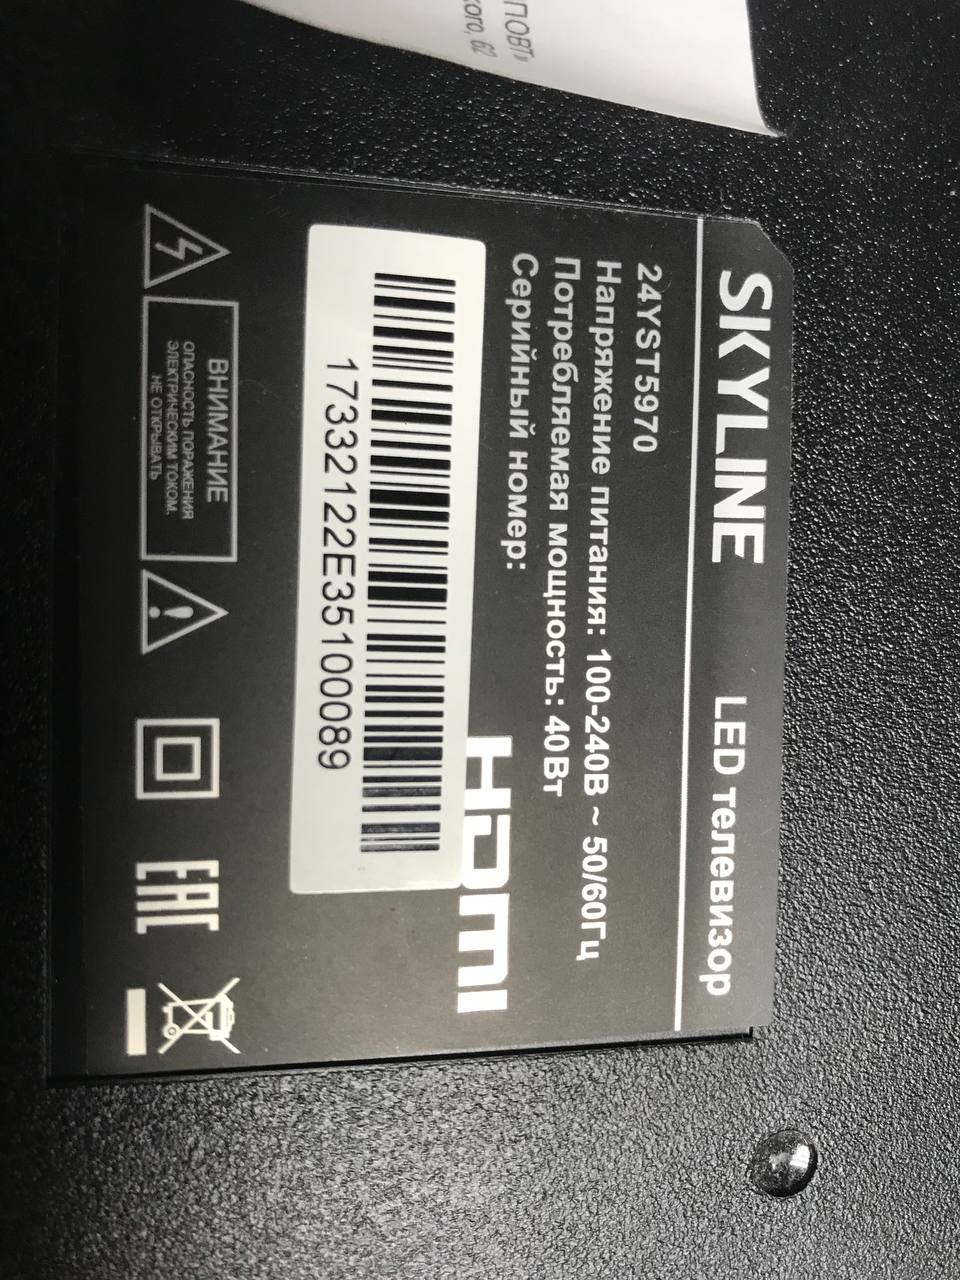 SKYLINE LED телевизор
24YST5970
Напряжение питания: 100-240В ~ 50/60Гц
Потребляемая мощность: 40Вт
Серийный номер:
HDMI
17332122E35100089
ВНИМАНИЕ
ОПАСНОСТЬ ПОРАЖЕНИЯ
ЭЛЕКТРИЧЕСКИМ ТОКОМ.
НЕ ОТКРЫВАТЬ
EAC
62